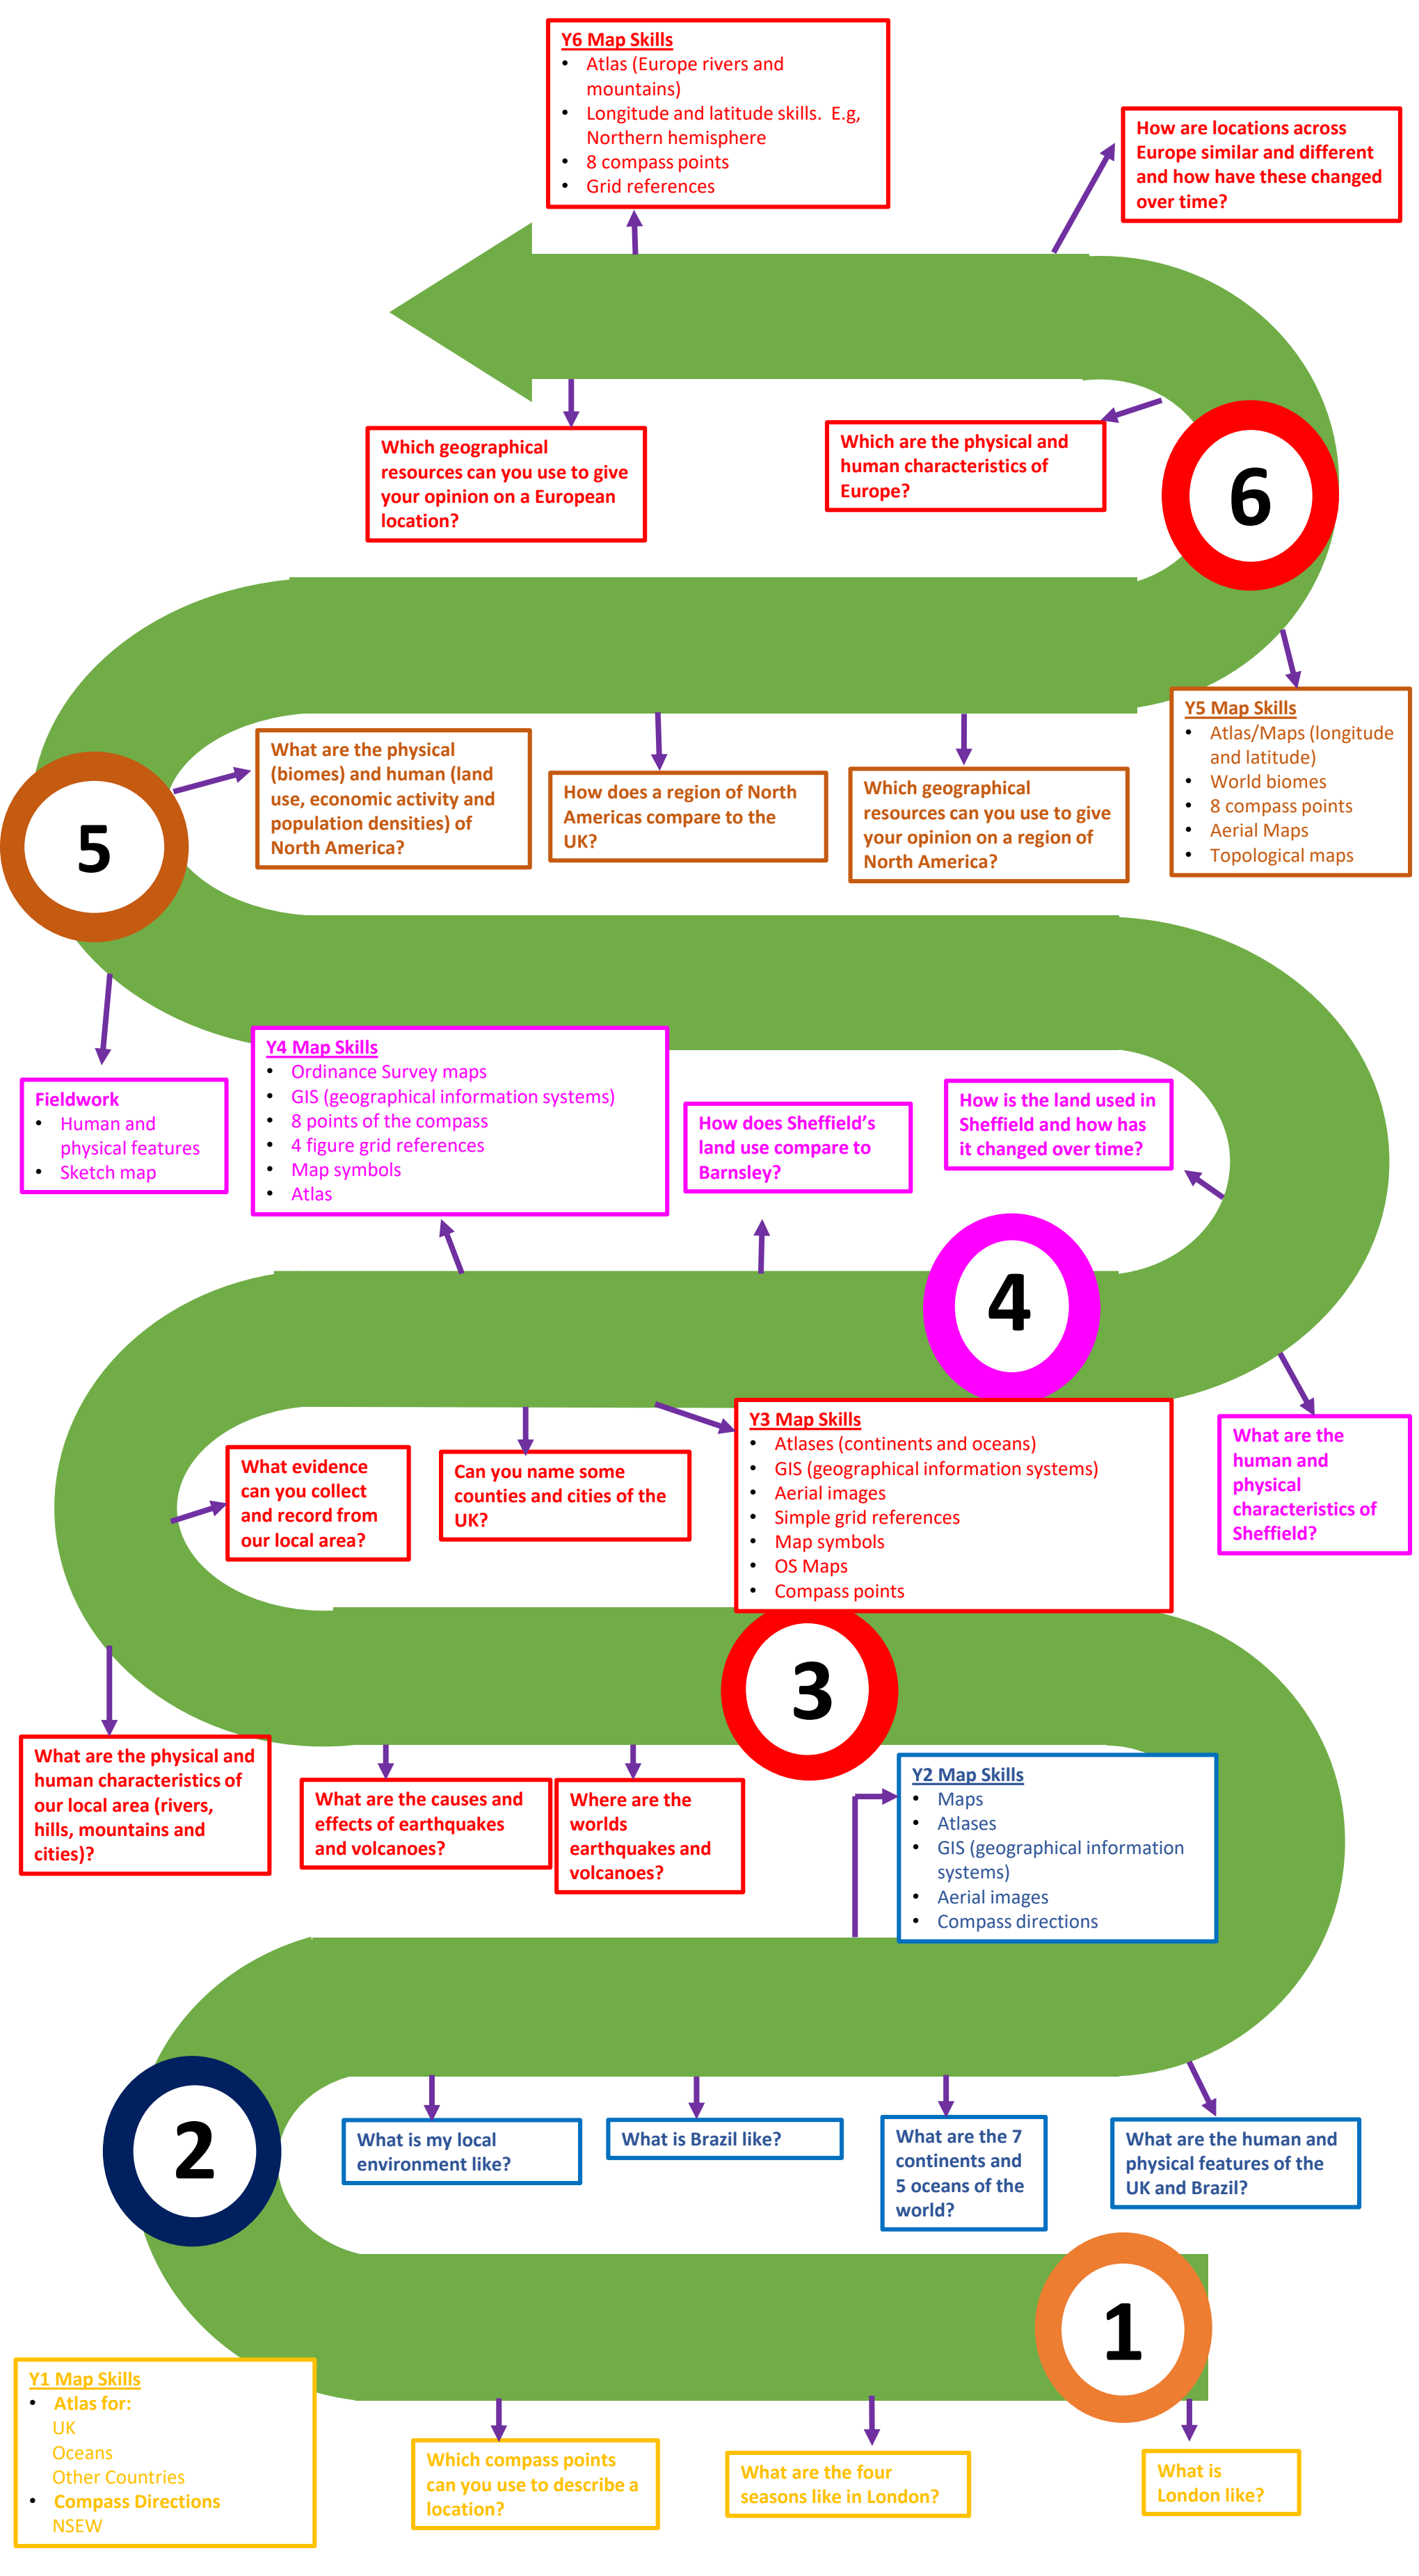 Y6 Map Skills
• Atlas (Europe rivers and
mountains)
• Longitude and latitude skills. E.g,
Northern hemisphere
• 8 compass points
• Grid references
How are locations across
Europe similar and different
and how have these changed
over time?
Which geographical
resources can you use to give
your opinion on a European
location?
Which are the physical and
human characteristics of
Europe?
6
Y5 Map Skills
• Atlas/Maps (longitude
and latitude)
• World biomes
• 8 compass points
• Aerial Maps
• Topological maps
What are the physical
(biomes) and human (land
use, economic activity and
population densities) of
North America?
How does a region of North
Americas compare to the
UK?
Which geographical
resources can you use to give
your opinion on a region of
North America?
5
Fieldwork
• Human and
physical features
• Sketch map
Y4 Map Skills
• Ordinance Survey maps
• GIS (geographical information systems)
• 8 points of the compass
• 4 figure grid references
• Map symbols
• Atlas
How does Sheffield's
land use compare to
Barnsley?
How is the land used in
Sheffield and how has
it changed over time?
4
What are the
human and
physical
characteristics of
Sheffield?
Y3 Map Skills
• Atlases (continents and oceans)
• GIS (geographical information systems)
• Aerial images
• Simple grid references
• Map symbols
• OS Maps
• Compass points
What evidence
can you collect
and record from
our local area?
Can you name some
counties and cities of the
UK?
3
What are the physical and
human characteristics of
our local area (rivers,
hills, mountains and
cities)?
What are the causes and
effects of earthquakes
and volcanoes?
Where are the
worlds
earthquakes and
volcanoes?
Y2 Map Skills
• Maps
• Atlases
• GIS (geographical information
systems)
• Aerial images
• Compass directions
2
What is my local
environment like?
What is Brazil like?
What are the 7
continents and
5 oceans of the
world?
What are the human and
physical features of the
UK and Brazil?
1
Y1 Map Skills
• Atlas for:
UK
Oceans
Other Countries
• Compass Directions
NSEW
Which compass points
can you use to describe a
location?
What are the four
seasons like in London?
What is
London like?